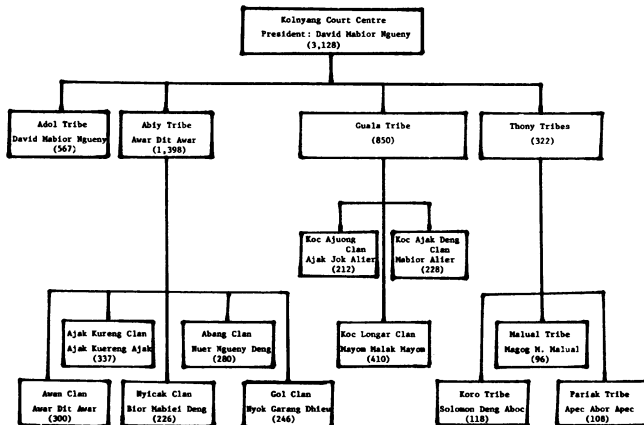 Kolnyang Court Centre
President: David Mabior Ngueny
(3,128)
Adol Tribe
David Mabior Ngueny
(567)
Abiy Tribe
Awar Dit Awar
(1,398)
Guala Tribe
(850)
Thony Tribes
(322)
Koc Ajuong
Clan
Ajak Jok Alier
(212)
Koc Ajak Deng
Clan
Mabior Alier
(228)
Ajak Kureng Clan
Ajak Kuereng Ajak
(337)
Abang Clan
Nuer Ngueny Deng
(280)
Koc Longar Clan
Mayom Malak Mayom
(410)
Malual Tribe
Magog M. Malual
(96)
Awan Clan
Awar Dit Awar
(300)
Nyicak Clan
Bior Mabiei Deng
(226)
Gol Clan
Nyok Garang Dhieu
(246)
Koro Tribe
Solomon Deng Aboc
(118)
Pariak Tribe
Apec Abor Apec
(108)